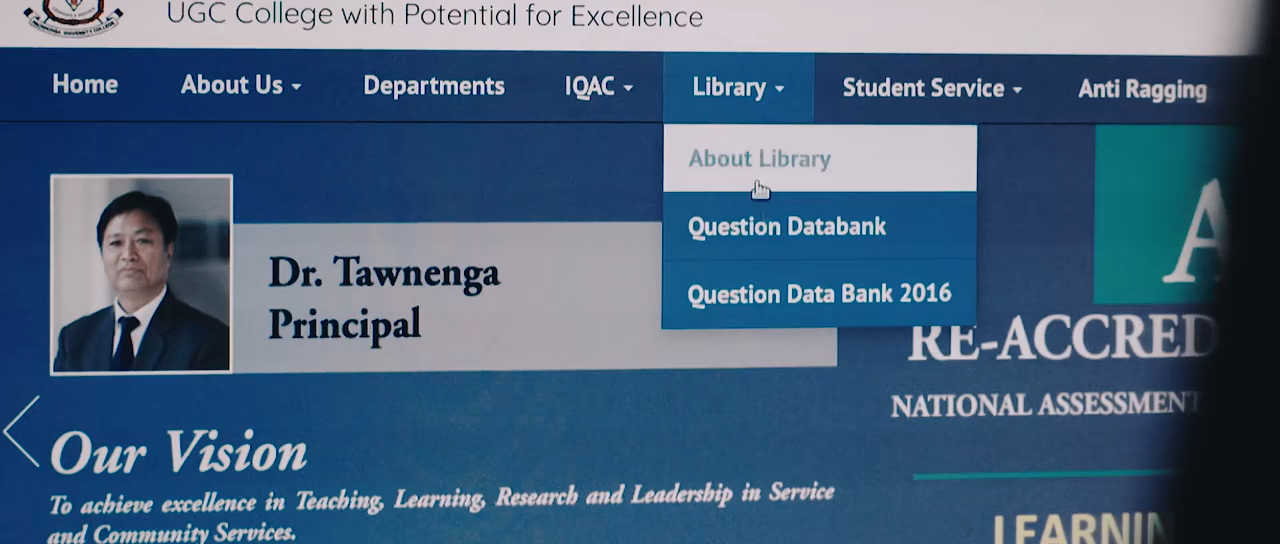 UGC College with Potential for Excellence
Home About Us Departments IQAC Library Student Service Anti Ragging
About Library
Question Databank
Question Data Bank 2016
Dr. Tawnenga
Principal
A
RE-ACCRED
NATIONAL ASSESSMENT
Our Vision
To achieve excellence in Teaching, Learning, Research and Leadership in Service
and Community Services.
LEARNIN